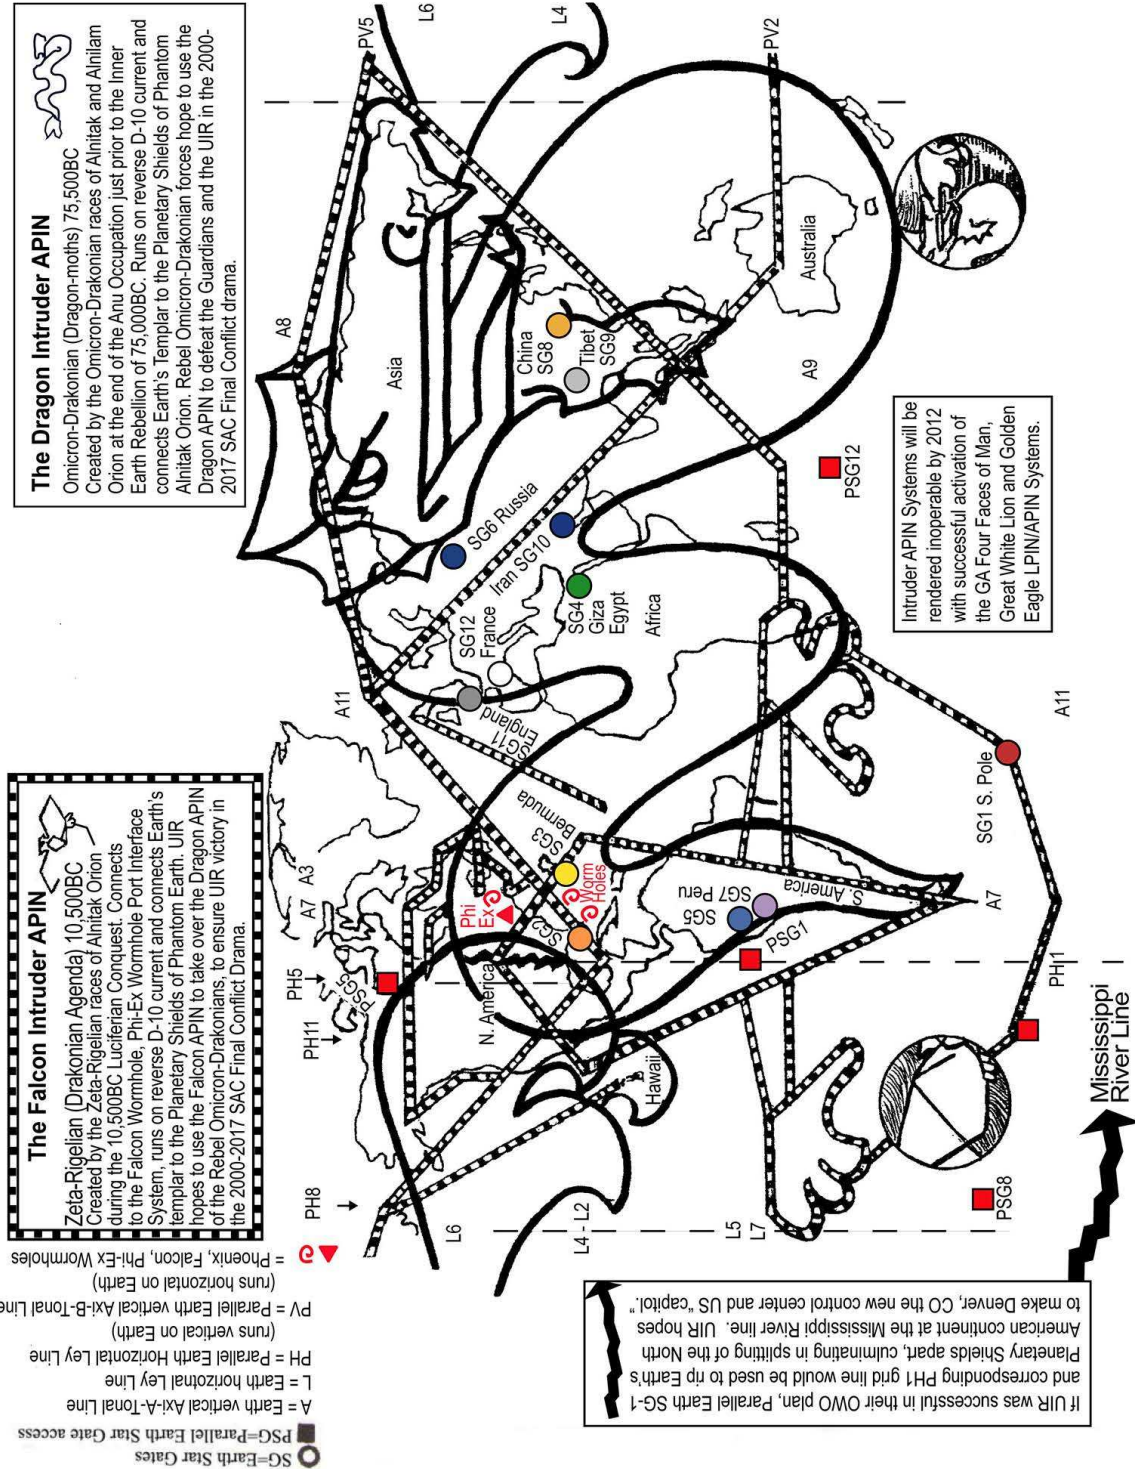 The Falcon Intruder APIN
Zeta-Rigelian (Drakonian Agenda) 10,500BC
Created by the Zeta-Rigelian races of Alnitak Orion
during the 10,500BC Luciferian Conquest. Connects
to the Falcon Wormhole, Phi-Ex Wormhole Port Interface
System, runs on reverse D-10 current and connects Earth's
templar to the Planetary Shields of Phantom Earth. UIR
hopes to use the Falcon APIN to take over the Dragon APIN
of the Rebel Omicron-Drakonians, to ensure UIR victory in
the 2000-2017 SAC Final Conflict Drama.
The Dragon Intruder APIN
Omicron-Drakonian (Dragon-moths) 75,500BC
Created by the Omicron-Drakonian races of Alnitak and Alnilam
Orion at the end of the Anu Occupation just prior to the Inner
Earth Rebellion of 75,000BC. Runs on reverse D-10 current and
connects Earth's Templar to the Planetary Shields of Phantom
Alnitak Orion. Rebel Omicron-Drakonian forces hope to use the
Dragon APIN to defeat the Guardians and the UIR in the 2000-
2017 SAC Final Conflict drama.
SG=Earth Star Gates
PSG=Parallel Earth Star Gate access
A = Earth vertical Axi-Tonal-A-Tonal Line
L = Earth horizotnal Ley Line
PH = Parallel Earth Horizontal Ley Line
(runs vertical on Earth)
PV = Parallel Earth vertical Axi-B-Tonal Line
(runs horizontal on Earth)
= Phoenix, Falcon, Phi-Ex Wormholes
PH8
PH11
PH5
A7
A3
A11
A8
PV5
PSG5
L6
L6
L4 - L2
L4
L5
L7
PV2
N. America
Phi
Ex
SG2
SG3
Bermuda
Worm
Holes
SG11
England
SG12
France
SG6 Russia
Iran SG10
SG4
Giza
Egypt
Africa
Asia
China
SG8
Tibet
SG9
Australia
A9
Hawaii
SG5
SG7 Peru
PSG1
S. America
A7
PSG12
PSG8
PH1
SG1 S. Pole
A11
Intruder APIN Systems will be
rendered inoperable by 2012
with successful activation of
the GA Four Faces of Man,
Great White Lion and Golden
Eagle LPIN/APIN Systems.
If UIR was successful in their OWO plan, Parallel Earth SG-1
and corresponding PH1 grid line would be used to rip Earth's
Planetary Shields apart, culminating in splitting of the North
American continent at the Mississippi River line. UIR hopes
to make Denver, CO the new control center and US "capitol."
Mississippi
River Line